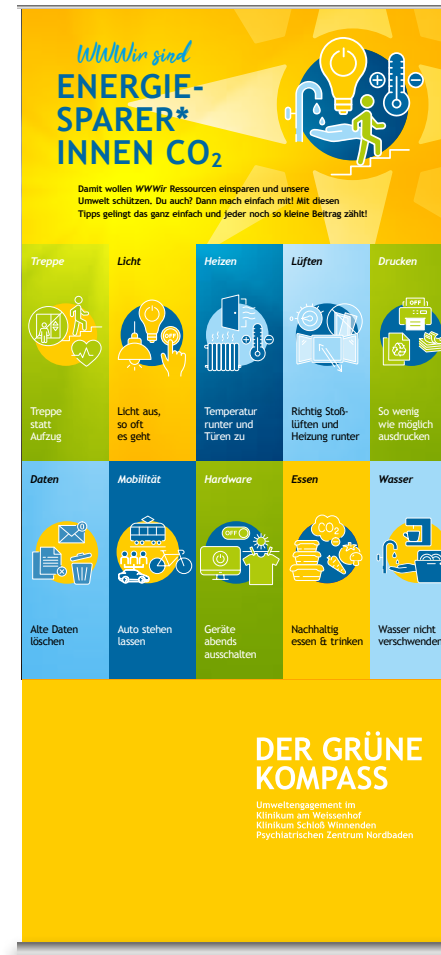 WWWir sind
ENERGIE-
SPARER*
INNEN CO₂
Damit wollen WWWir Ressourcen einsparen und unsere
Umwelt schützen. Du auch? Dann mach einfach mit! Mit diesen
Tipps gelingt das ganz einfach und jeder noch so kleine Beitrag zählt!
Treppe
Treppe
statt
Aufzug
Licht
OFF
Licht aus,
so oft
es geht
Heizen
Temperatur
runter und
Türen zu
Lüften
Richtig Stoß-
lüften und
Heizung runter
Drucken
OFF
So wenig
wie möglich
ausdrucken
Daten
Alte Daten
löschen
Mobilität
Auto stehen
lassen
Hardware
OFF
Geräte
abends
ausschalten
Essen
CO₂
Nachhaltig
essen & trinken
Wasser
Wasser nicht
verschwenden
DER GRÜNE
KOMPASS
Umweltengagement im
Klinikum am Weissenhof
Klinikum Schloß Winnenden
Psychiatrischen Zentrum Nordbaden